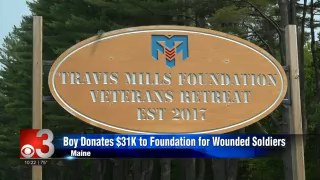 TRAVIS MILLS FOUNDATION
VETERANS RETREAT
EST 2017
3
Boy Donates $31K to Foundation for Wounded Soldiers
10:22 | 75°
Maine